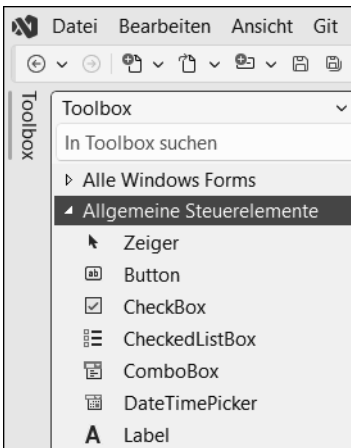 Datei Bearbeiten Ansicht Git
Toolbox
Toolbox
In Toolbox suchen
Alle Windows Forms
Allgemeine Steuerelemente
Zeiger
Button
CheckBox
CheckedListBox
ComboBox
DateTimePicker
Label